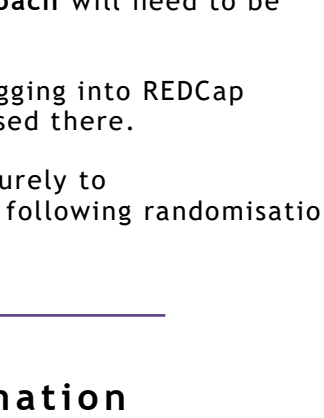 oach will need to be
gging into REDCap
sed there.
urely to
following randomisatio
nation